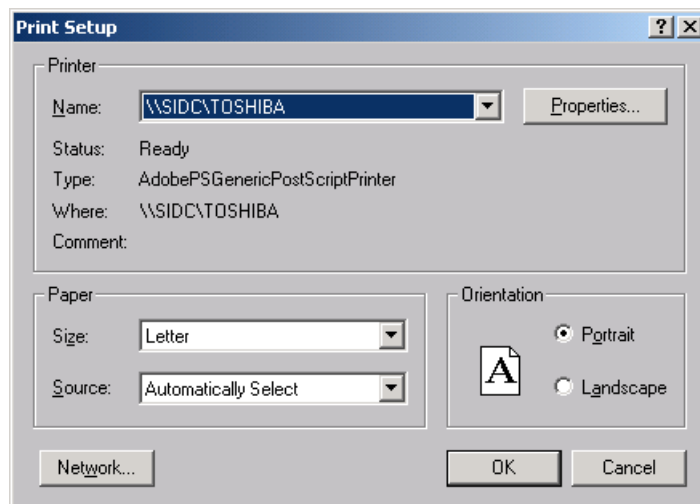 Print Setup
Printer
Name: \\SIDC\TOSHIBA Properties...
Status: Ready
Type: AdobePSGenericPostScriptPrinter
Where: \\SIDC\TOSHIBA
Comment:
Paper
Size: Letter
Source: Automatically Select
Orientation
A
Portrait
Landscape
Network... OK Cancel